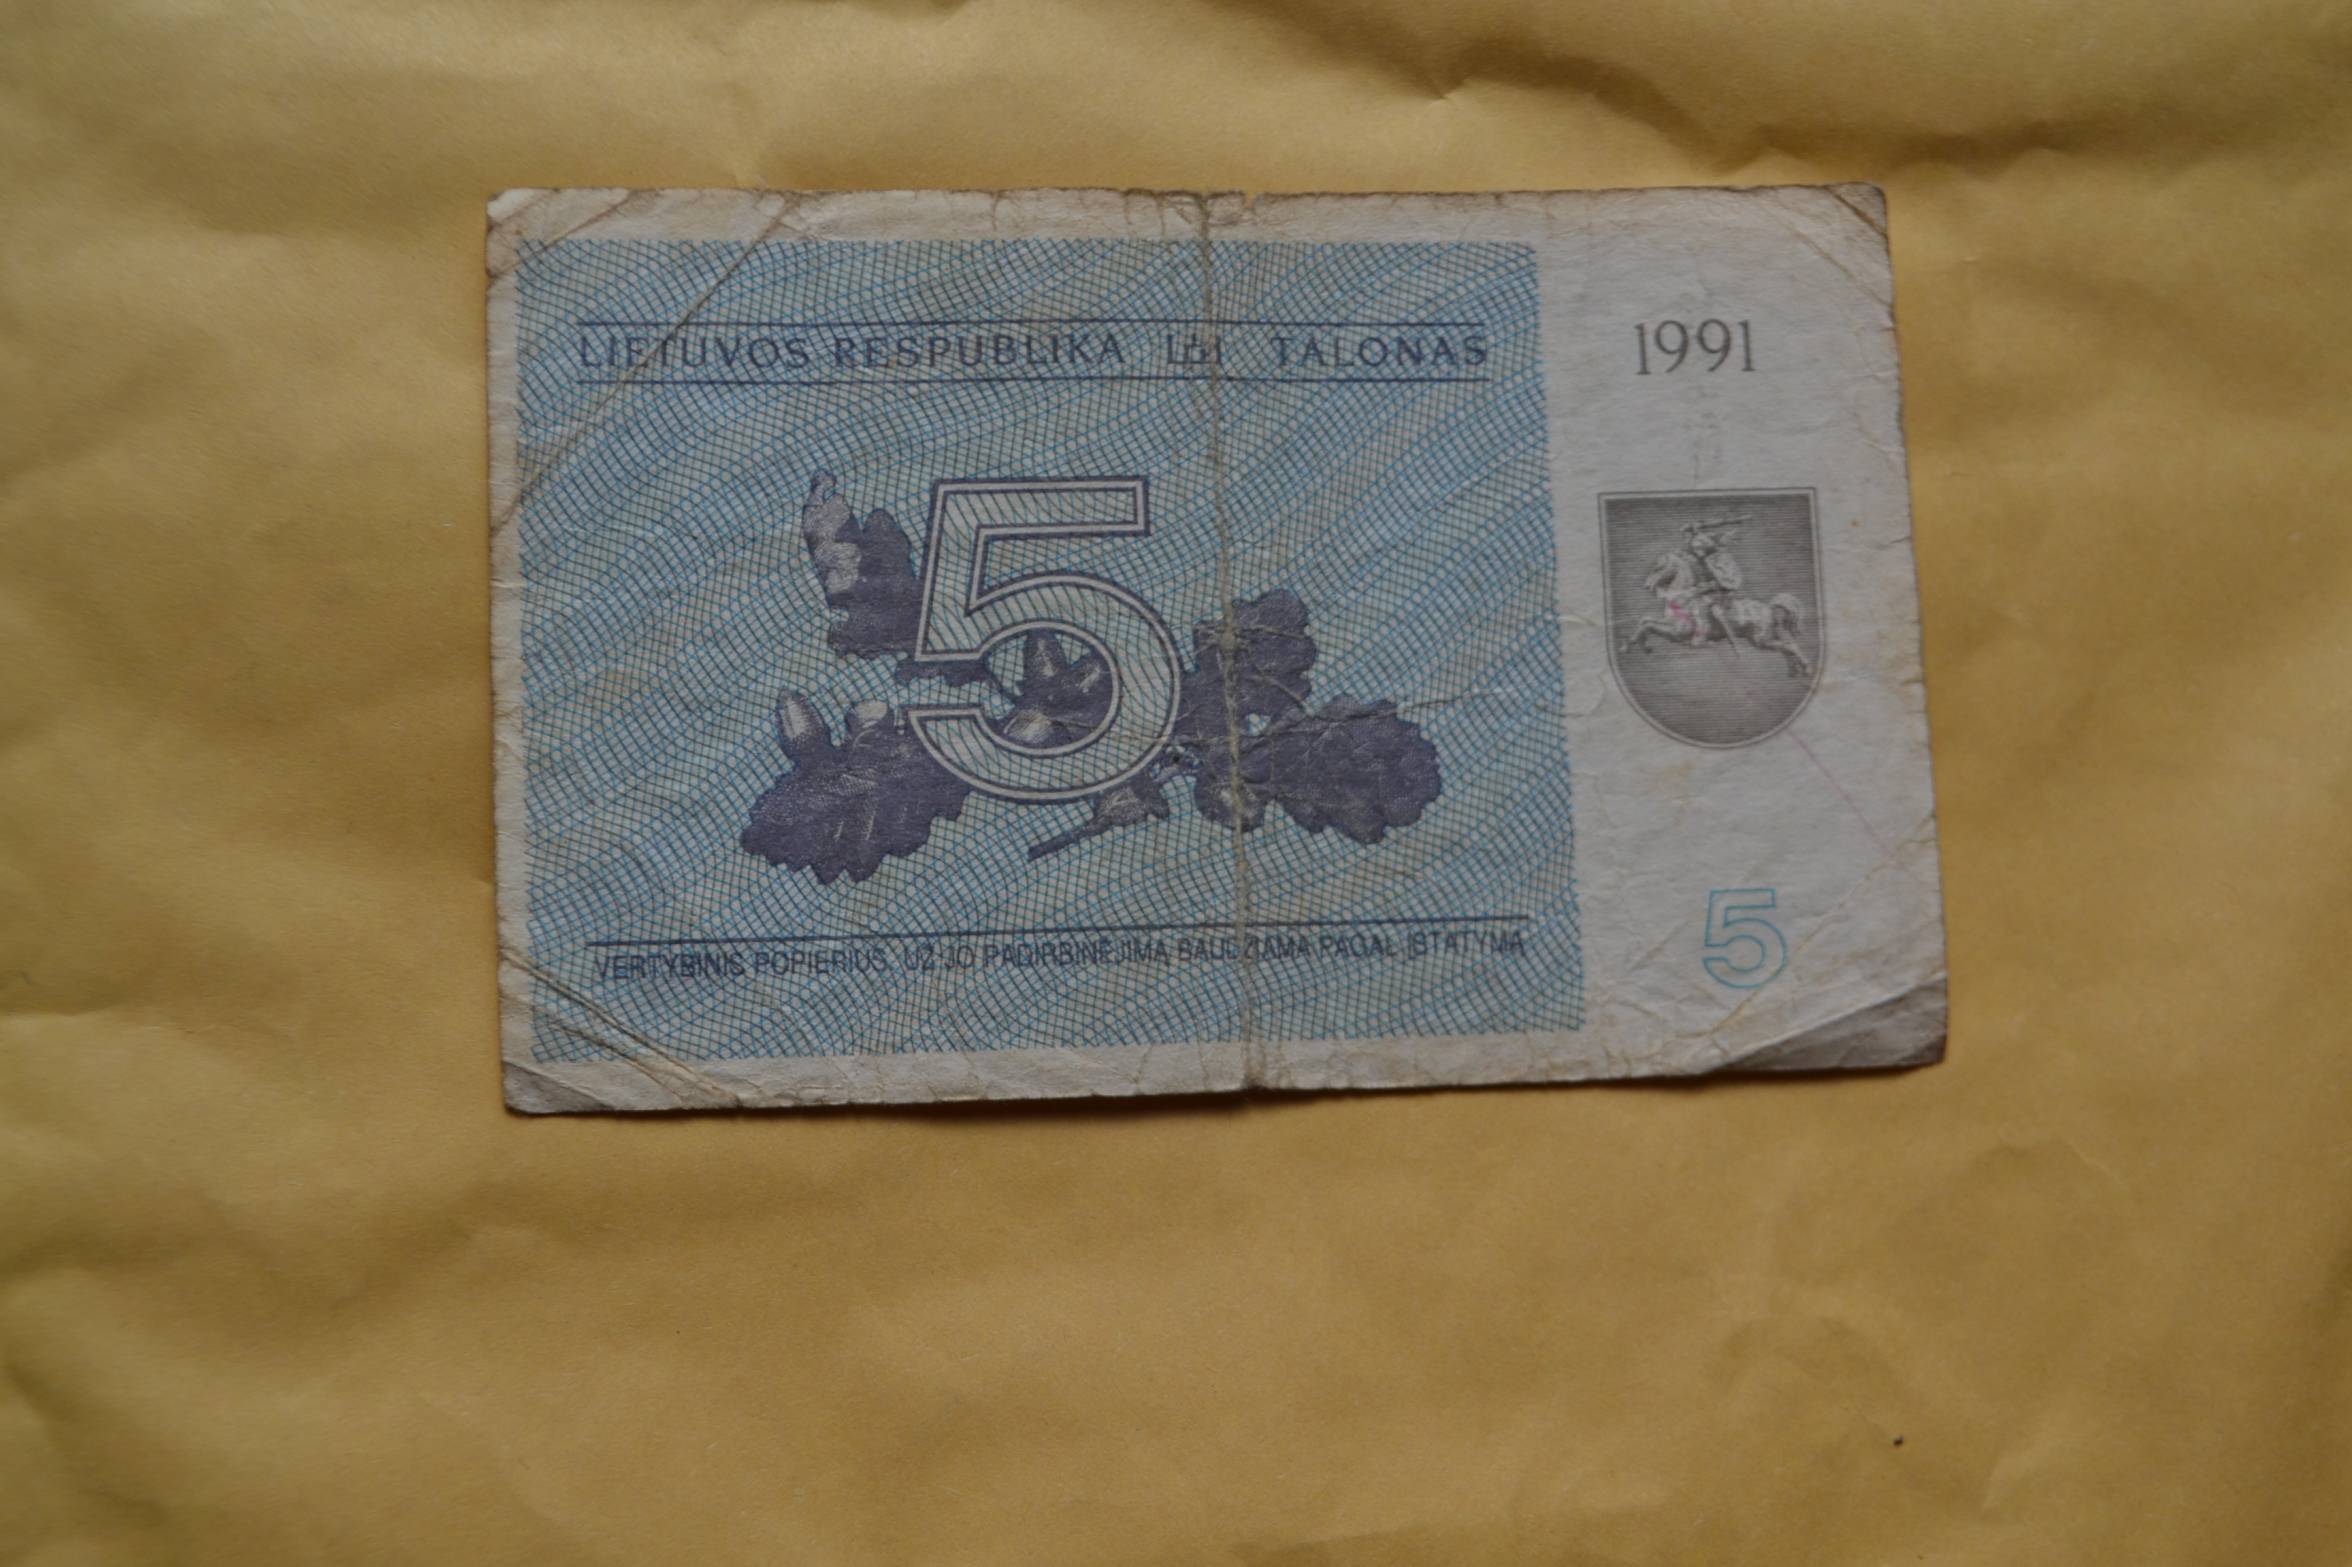 LIETUVOS RESPUBLIKA TALONAS
1991
5
VERTYBINIS POPIERIUS. UŽ JO PADIRBINĖJIMĄ BAUDŽIAMA PAGAL ĮSTATYMĄ
5